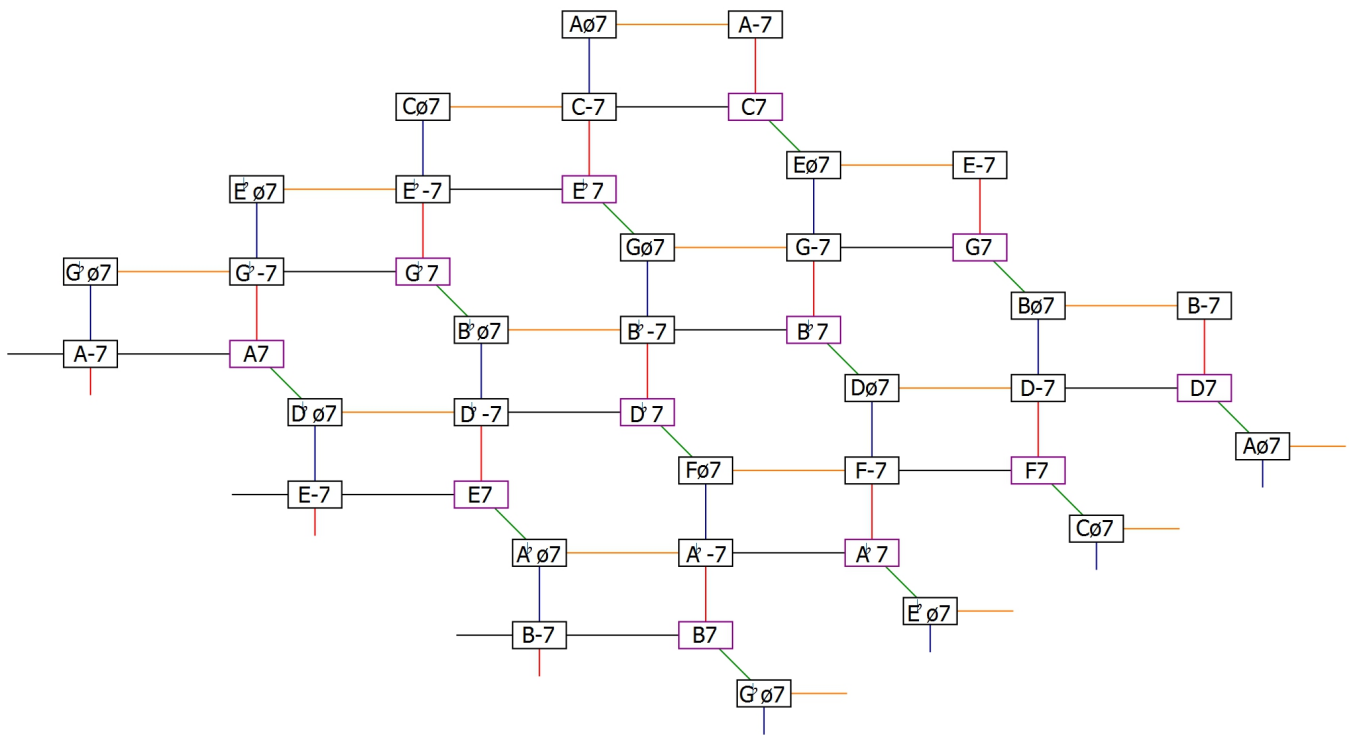 Aø7 A-7
Cø7 C-7 C7
Eø7 E-7
E♭ø7 E♭-7 E♭7
Gø7 G-7 G7
G♭ø7 G♭-7 G♭7
Bø7 B-7
B♭ø7 B♭-7 B♭7
A-7 A7
Dø7 D-7 D7
D♭ø7 D♭-7 D♭7
Aø7
Fø7 F-7 F7
E-7 E7
Cø7
A♭ø7 A♭-7 A♭7
E♭ø7
B-7 B7
G♭ø7